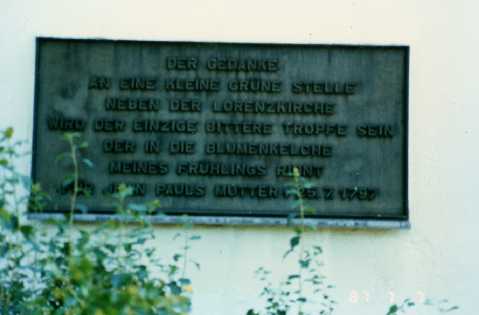 DER GEDANKE
AN EINE KLEINE GRÜNE STELLE
NEBEN DER LORENZKIRCHE
WIRD DER EINZIGE BITTERE TROPFE SEIN
DER IN DIE BLUMENKELCHE
MEINES FRÜHLINGS RINNT
PAULS MUTTER 25.7.1797
87